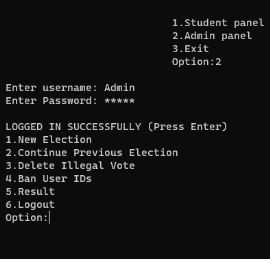 1.Student panel
2.Admin panel
3.Exit
Option:2
Enter username: Admin
Enter Password: *****
LOGGED IN SUCCESSFULLY (Press Enter)
1.New Election
2.Continue Previous Election
3.Delete Illegal Vote
4.Ban User IDs
5.Result
6.Logout
Option: